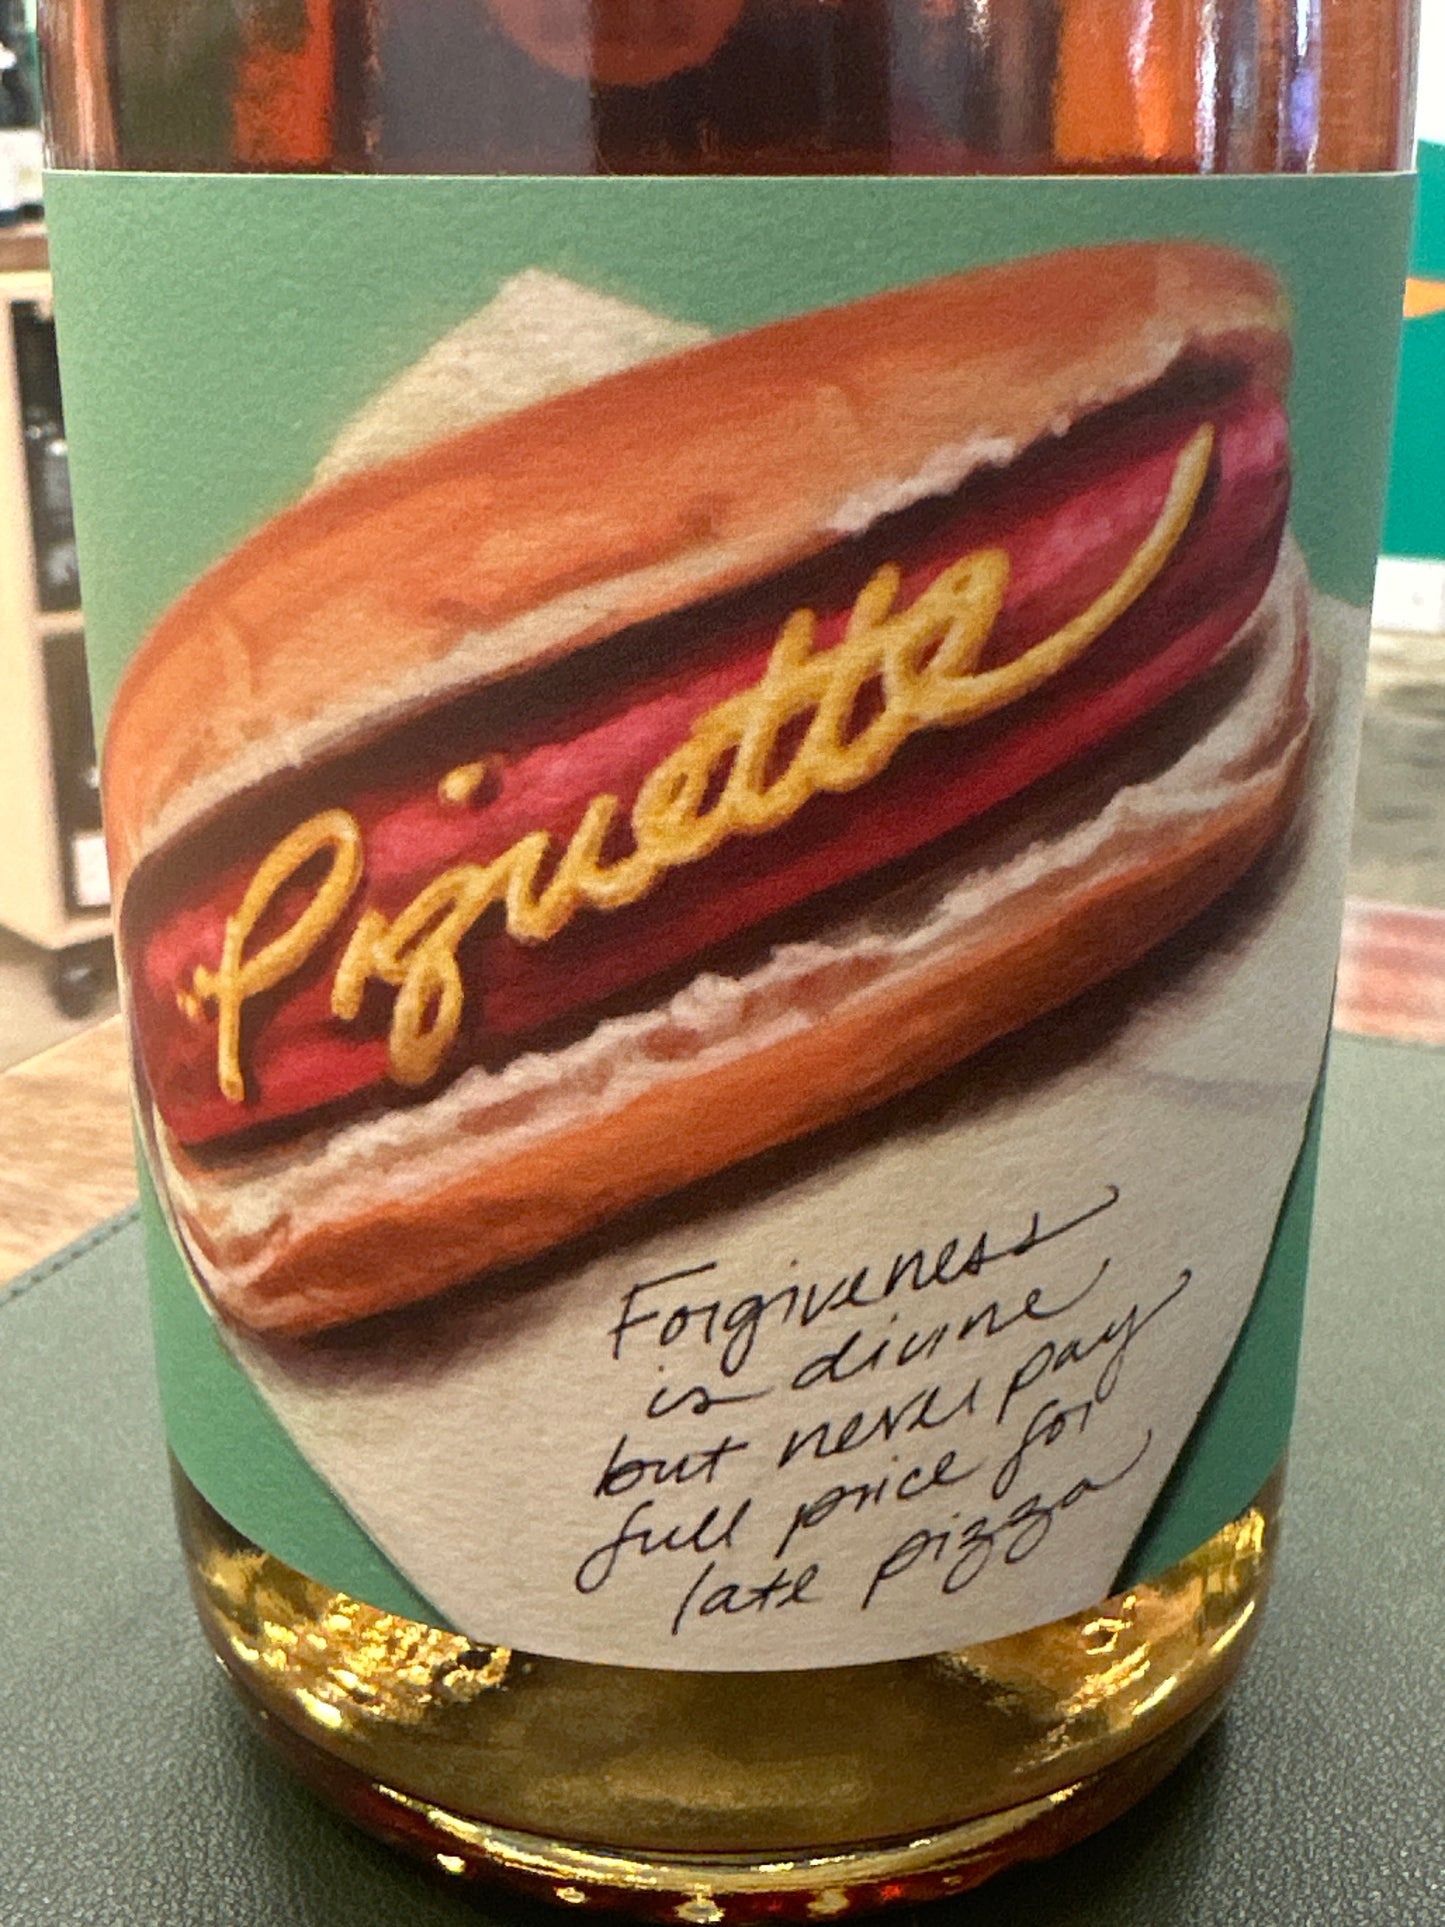 Piquette
Forgiveness
is divine
but never pay
full price for
late pizza